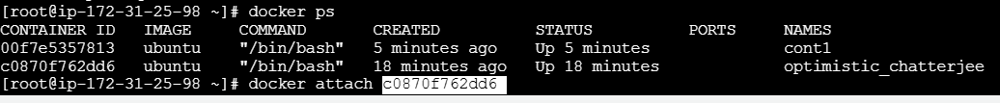 [root@ip-172-31-25-98 ~]# docker ps
CONTAINER ID   IMAGE     COMMAND       CREATED          STATUS          PORTS     NAMES
00f7e5357813   ubuntu    "/bin/bash"   5 minutes ago    Up 5 minutes              cont1
c0870f762dd6   ubuntu    "/bin/bash"   18 minutes ago   Up 18 minutes             optimistic_chatterjee
[root@ip-172-31-25-98 ~]# docker attach c0870f762dd6